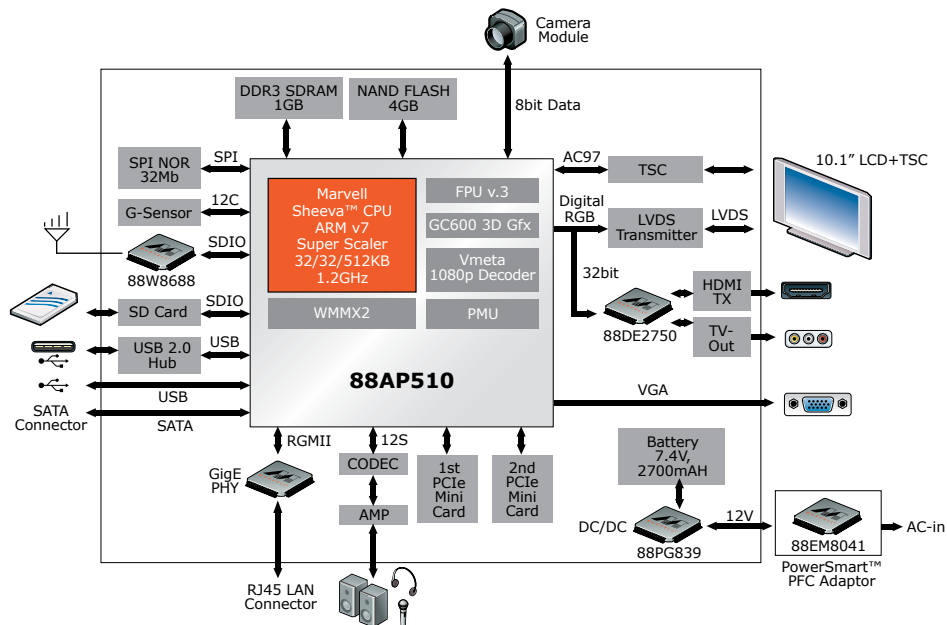 Camera
Module
DDR3 SDRAM
1GB
NAND FLASH
4GB
8bit Data
SPI NOR
32Mb
SPI
G-Sensor
12C
88W8688
SDIO
SD Card
SDIO
USB 2.0
Hub
USB
USB
SATA
Connector
SATA
Marvell
Sheeva™ CPU
ARM v7
Super Scaler
32/32/512KB
1.2GHz
FPU v.3
GC600 3D Gfx
Vmeta
1080p Decoder
WMMX2
PMU
88AP510
AC97
TSC
10.1” LCD+TSC
Digital
RGB
LVDS
Transmitter
LVDS
32bit
88DE2750
HDMI
TX
TV-
Out
VGA
RGMII
GigE
PHY
RJ45 LAN
Connector
12S
CODEC
AMP
1st
PCIe
Mini
Card
2nd
PCIe
Mini
Card
Battery
7.4V,
2700mAH
DC/DC
88PG839
12V
88EM8041
AC-in
PowerSmart™
PFC Adaptor